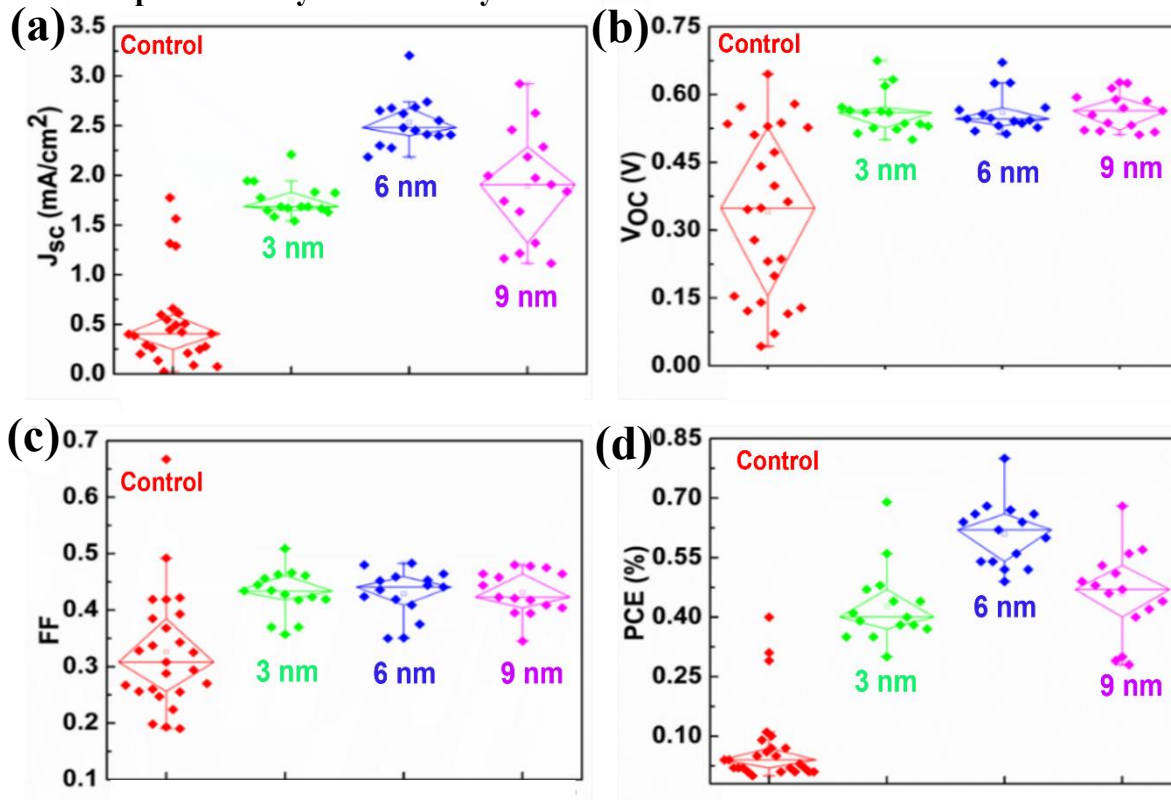 (a)
3.5
3.0
2.5
2.0
1.5
1.0
0.5
0.0
Jsc (mA/cm2)
Control
3 nm
6 nm
9 nm
(b)
0.75
0.60
0.45
0.30
0.15
0.00
VOC (V)
Control
3 nm
6 nm
9 nm
(c)
0.7
0.6
0.5
0.4
0.3
0.2
0.1
FF
Control
3 nm
6 nm
9 nm
(d)
0.85
0.70
0.55
0.40
0.25
0.10
PCE (%)
Control
3 nm
6 nm
9 nm